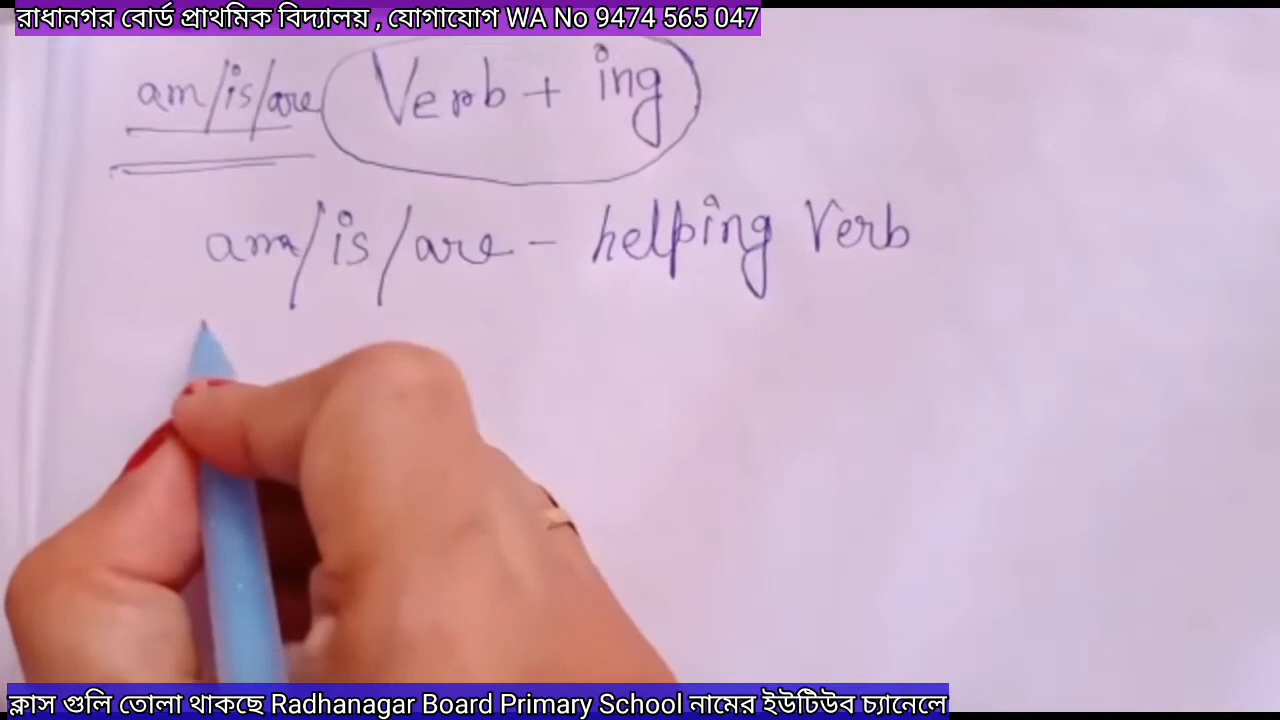 রাধানগর বোর্ড প্রাথমিক বিদ্যালয় , যোগাযোগ WA No 9474 565 047
am/is/are Verb + ing
am/is/are - helping Verb
ক্লাস গুলি তোলা থাকছে Radhanagar Board Primary School নামের ইউটিউব চ্যানেলে